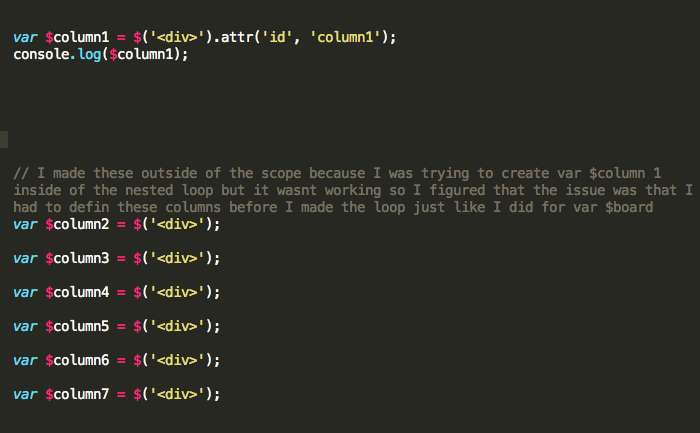 var $column1 = $('<div>').attr('id', 'column1');
console.log($column1);
// I made these outside of the scope because I was trying to create var $column 1
inside of the nested loop but it wasnt working so I figured that the issue was that I
had to defin these columns before I made the loop just like I did for var $board
var $column2 = $('<div>');
var $column3 = $('<div>');
var $column4 = $('<div>');
var $column5 = $('<div>');
var $column6 = $('<div>');
var $column7 = $('<div>');